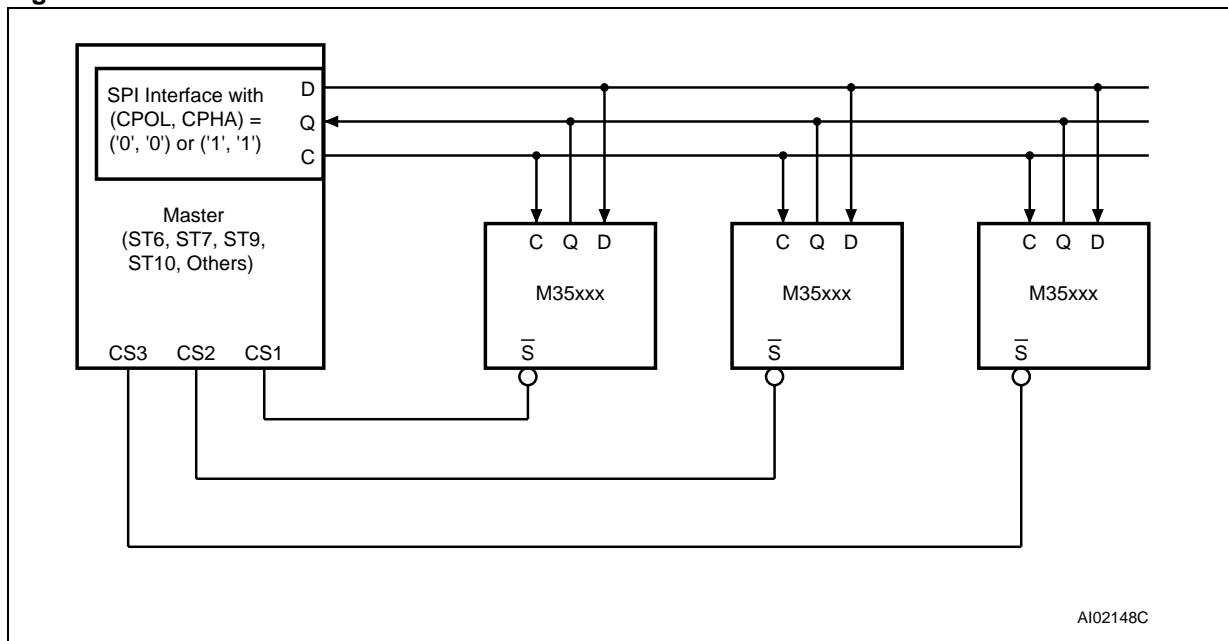 SPI Interface with
(CPOL, CPHA) =
('0', '0') or ('1', '1')
D
Q
C
Master
(ST6, ST7, ST9,
ST10, Others)
CS3 CS2 CS1
C Q D
M35xxx
S̅
C Q D
M35xxx
S̅
C Q D
M35xxx
S̅
AI02148C